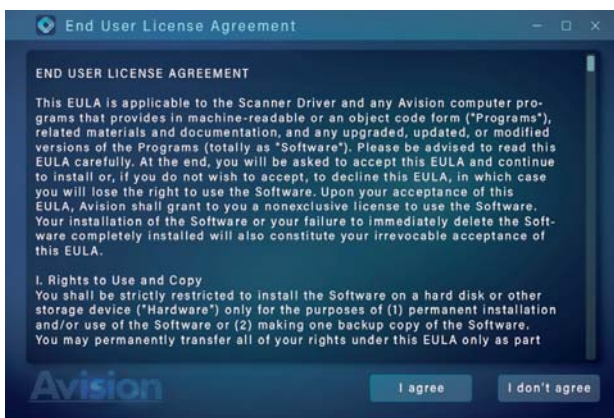 End User License Agreement
END USER LICENSE AGREEMENT
This EULA is applicable to the Scanner Driver and any Avision computer pro-
grams that provides in machine-readable or an object code form ("Programs"),
related materials and documentation, and any upgraded, updated, or modified
versions of the Programs (totally as "Software"). Please be advised to read this
EULA carefully. At the end, you will be asked to accept this EULA and continue
to install or, if you do not wish to accept, to decline this EULA, in which case
you will lose the right to use the Software. Upon your acceptance of this
EULA, Avision shall grant to you a nonexclusive license to use the Software.
Your installation of the Software or your failure to immediately delete the Soft-
ware completely installed will also constitute your irrevocable acceptance of
this EULA.
I. Rights to Use and Copy
You shall be strictly restricted to install the Software on a hard disk or other
storage device ("Hardware") only for the purposes of (1) permanent installation
and/or use of the Software or (2) making one backup copy of the Software.
You may permanently transfer all of your rights under this EULA only as part
Avision
I agree
I don't agree